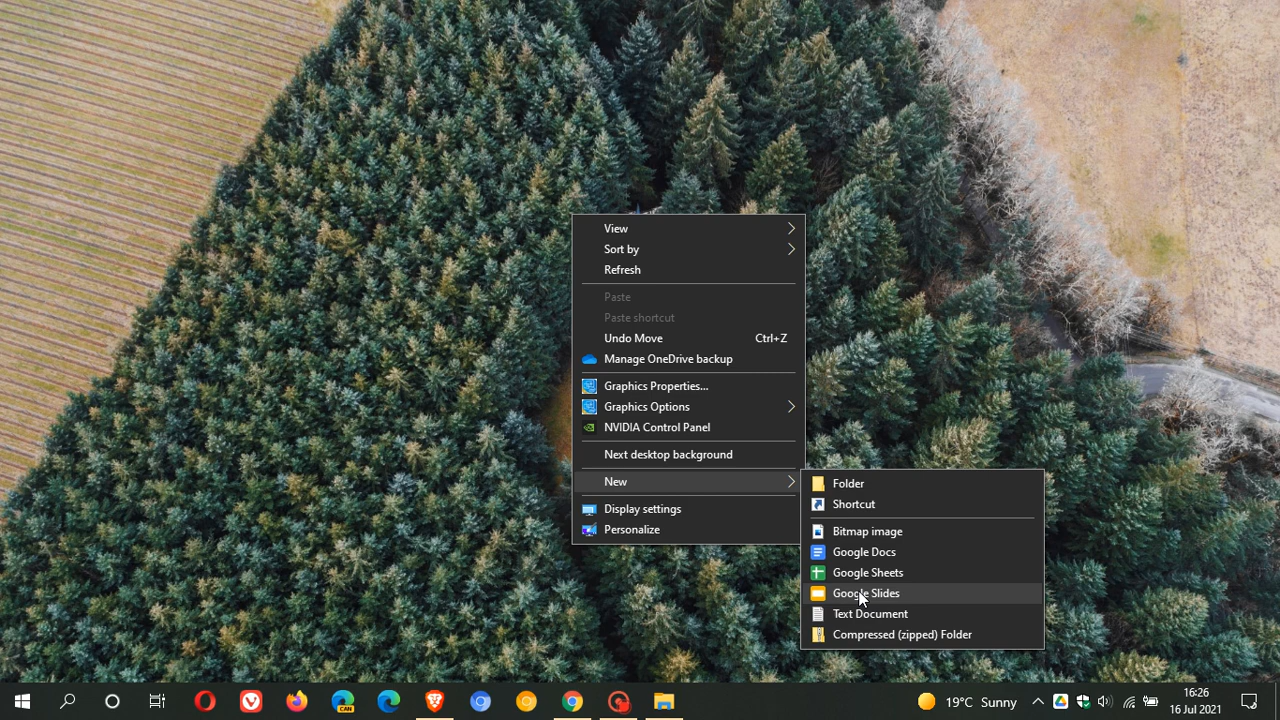 View
Sort by
Refresh
Paste
Paste shortcut
Undo Move Ctrl+Z
Manage OneDrive backup
Graphics Properties...
Graphics Options
NVIDIA Control Panel
Next desktop background
New
Display settings
Personalize
Folder
Shortcut
Bitmap image
Google Docs
Google Sheets
Google Slides
Text Document
Compressed (zipped) Folder
CAN
19°C Sunny
16:26
16 Jul 2021